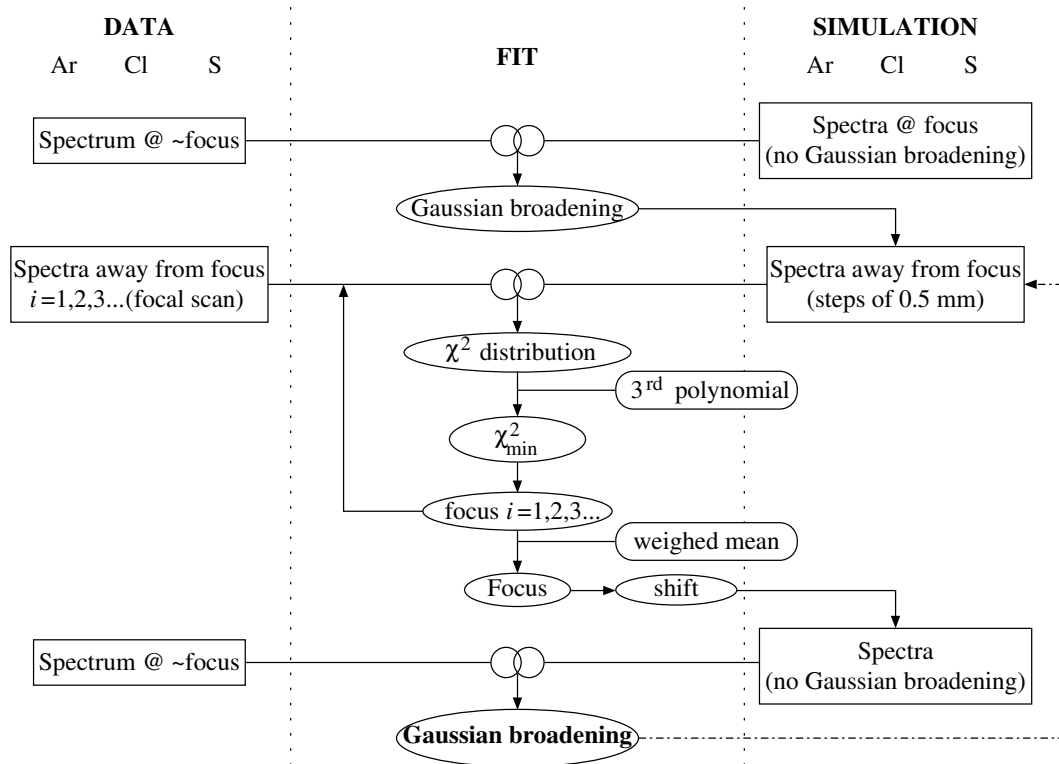 DATA
Ar Cl S
FIT
SIMULATION
Ar Cl S
Spectrum @ ~focus
Spectra @ focus
(no Gaussian broadening)
Gaussian broadening
Spectra away from focus
i=1,2,3...(focal scan)
Spectra away from focus
(steps of 0.5 mm)
χ² distribution
3rd polynomial
χ²min
focus i=1,2,3...
weighed mean
Focus
shift
Spectrum @ ~focus
Spectra
(no Gaussian broadening)
Gaussian broadening